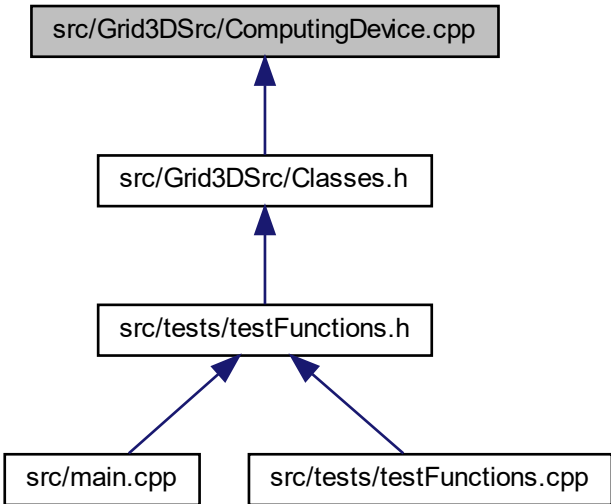 src/Grid3DSrc/ComputingDevice.cpp
src/Grid3DSrc/Classes.h
src/tests/testFunctions.h
src/main.cpp
src/tests/testFunctions.cpp